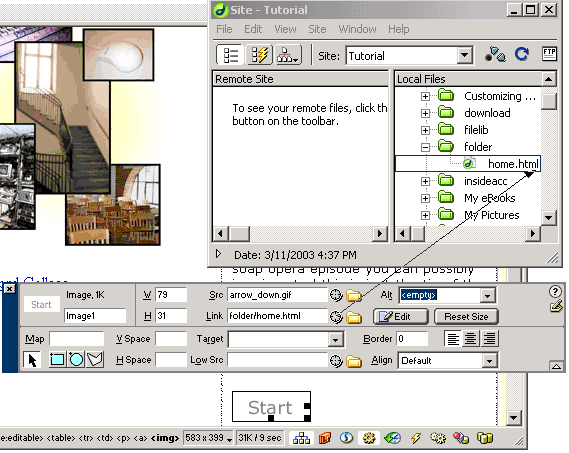 Site - Tutorial
File Edit View Site Window Help
Site: Tutorial FTP
Remote Site
Local Files
To see your remote files, click th
button on the toolbar.
Customizing ...
download
filelib
folder
home.html
insideacc
My eBooks
My Pictures
Date: 3/11/2003 4:37 PM
soap opera episode you can possibly
Start Image, 1K W 79 Src arrow_down.gif Alt <empty>
Image1 H 31 Link folder/home.html Edit Reset Size
Map V Space Target Border 0
H Space Low Src Align Default
Start
e:editable> <table> <tr> <td> <p> <a> <img> 583 x 399 31K / 9 sec